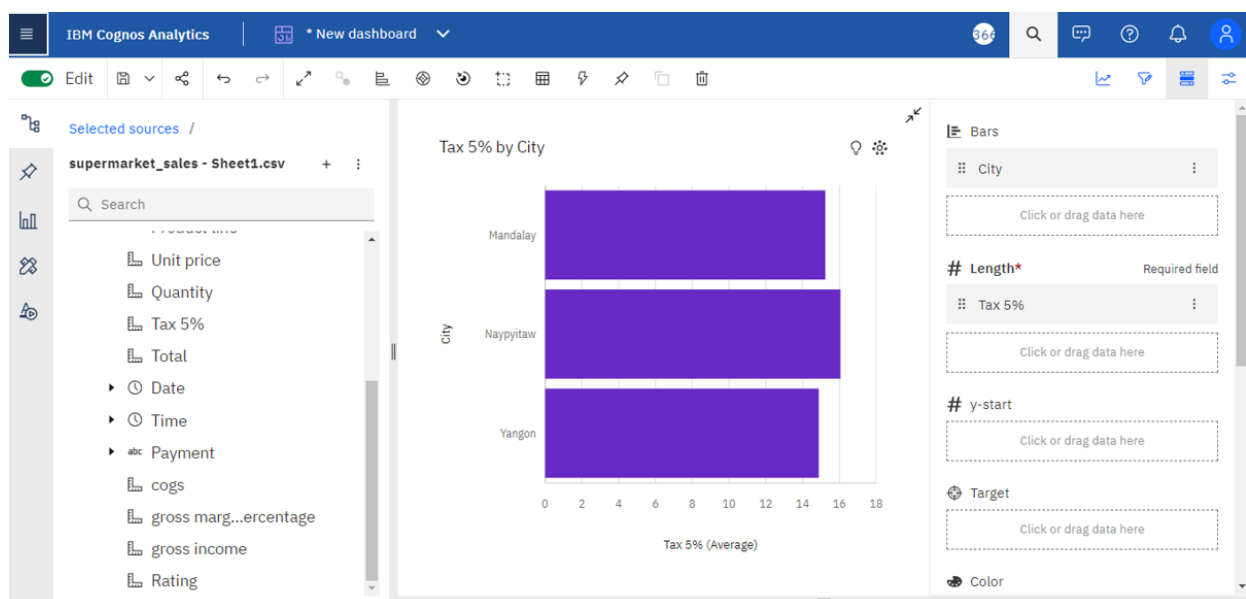 IBM Cognos Analytics
* New dashboard
366
Edit
Selected sources /
supermarket_sales - Sheet1.csv
Search
Unit price
Quantity
Tax 5%
Total
Date
Time
abc Payment
cogs
gross marg...ercentage
gross income
Rating
Tax 5% by City
City
Mandalay
Naypyitaw
Yangon
0 2 4 6 8 10 12 14 16 18
Tax 5% (Average)
Bars
City
Click or drag data here
# Length* Required field
Tax 5%
Click or drag data here
# y-start
Click or drag data here
Target
Click or drag data here
Color